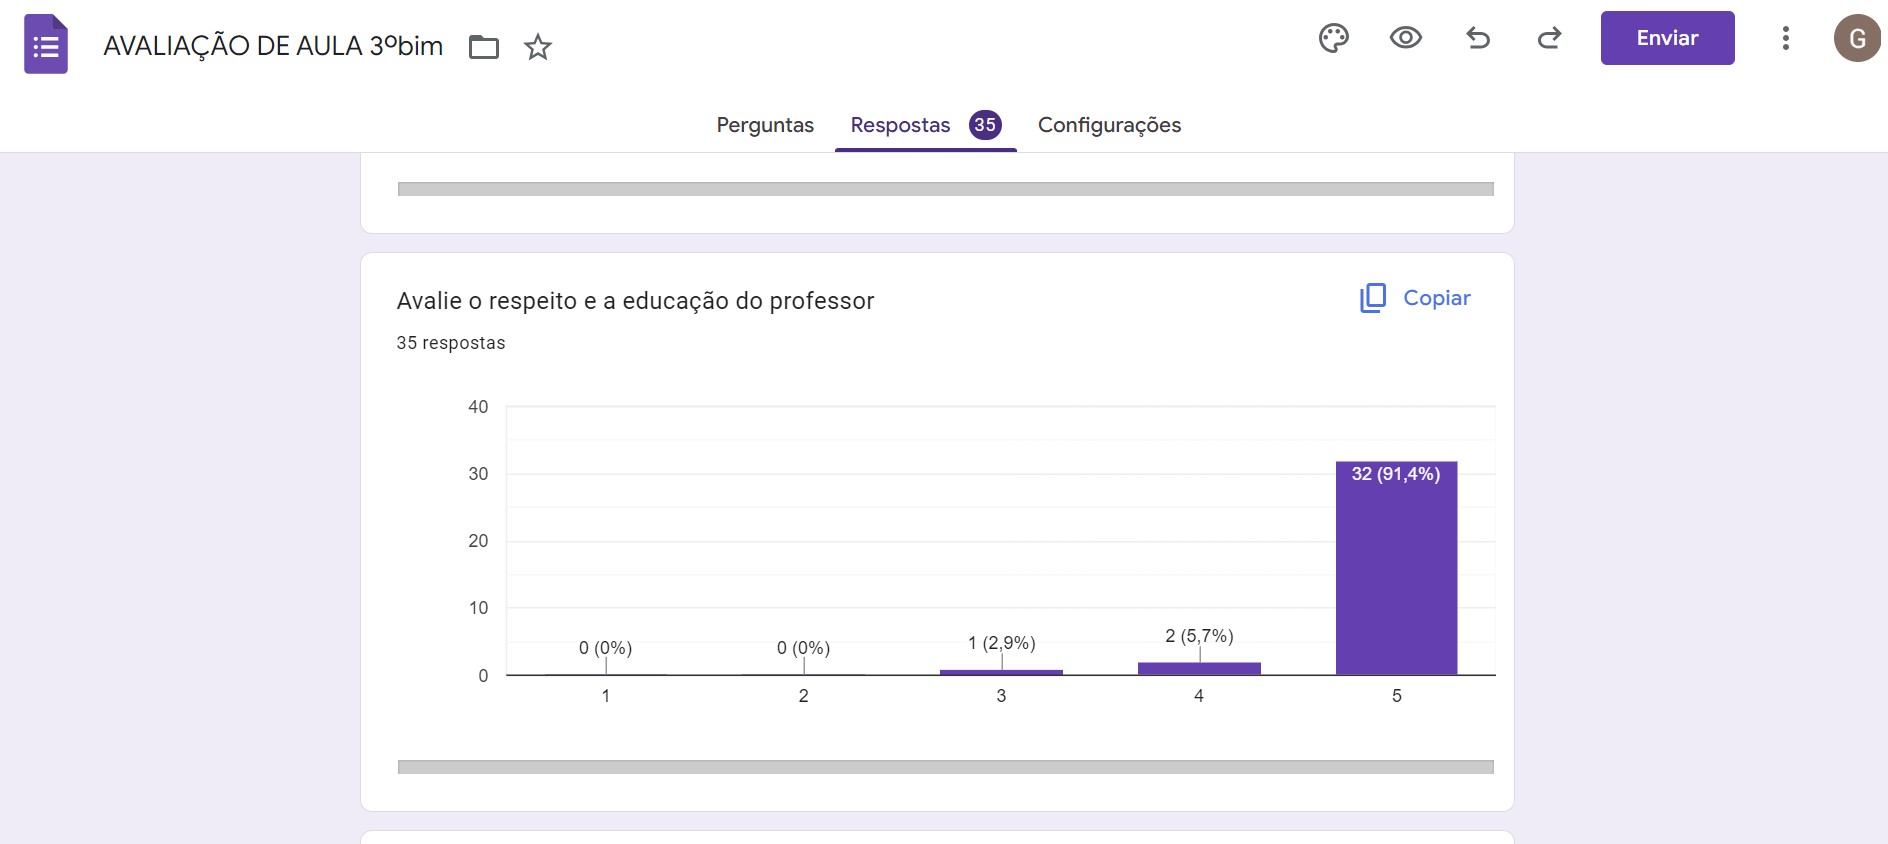 AVALIAÇÃO DE AULA 3ºbim
Enviar
G
Perguntas
Respostas 35
Configurações
Avalie o respeito e a educação do professor
Copiar
35 respostas
40
30
20
10
0
0 (0%)
0 (0%)
1 (2,9%)
2 (5,7%)
32 (91,4%)
1
2
3
4
5